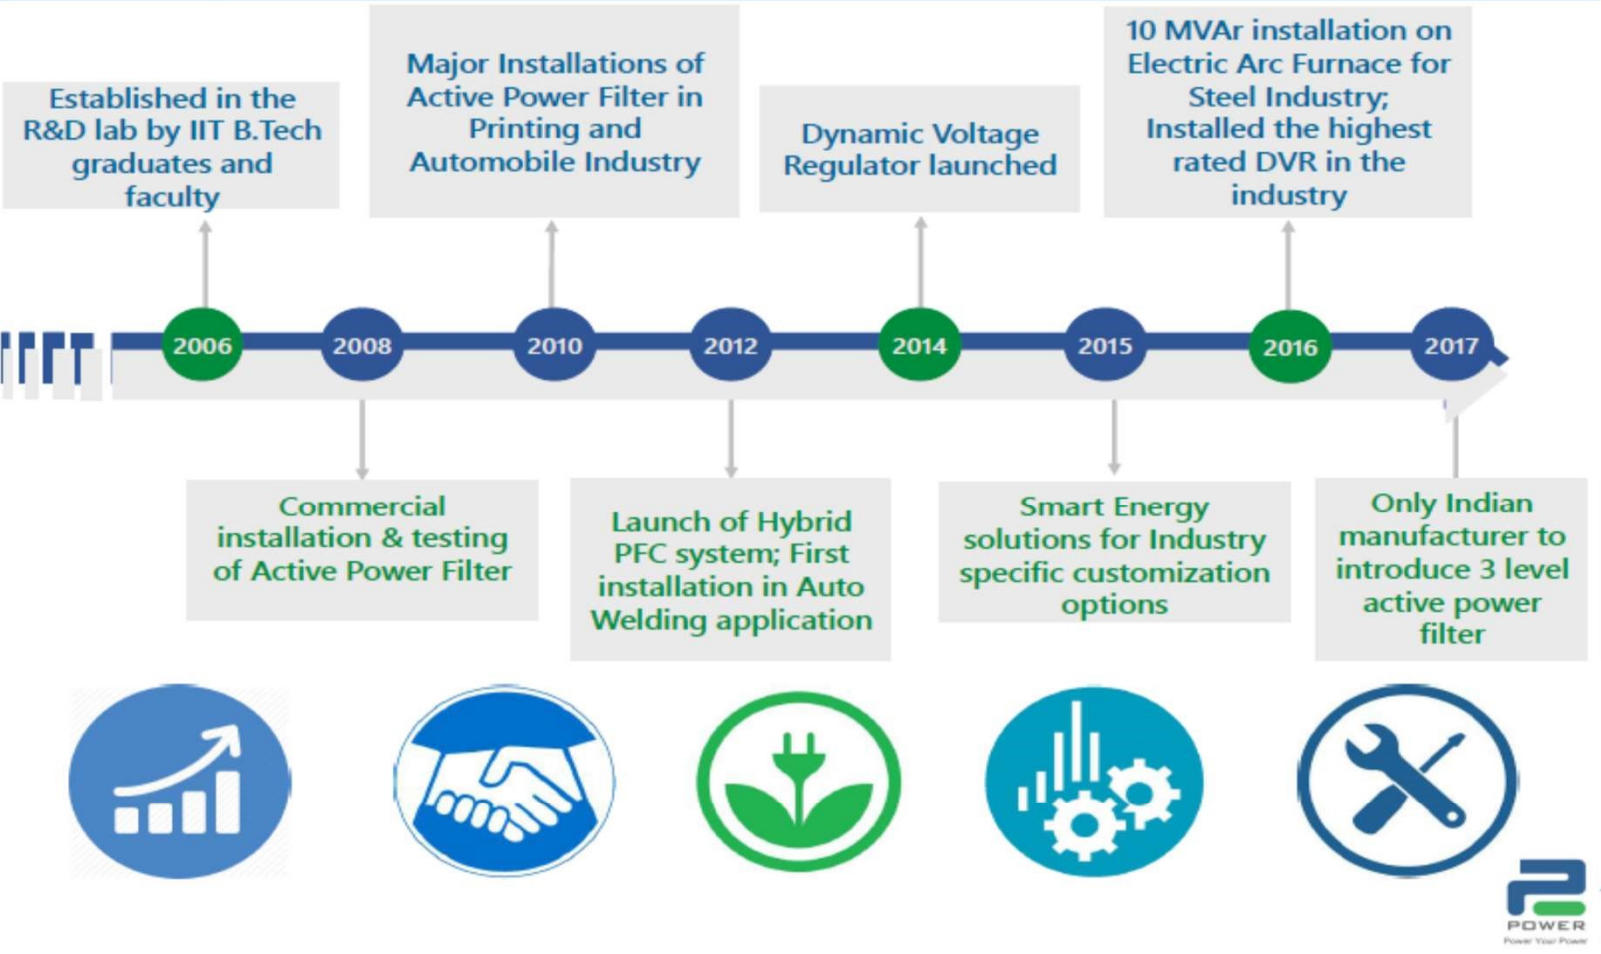 Established in the
R&D lab by IIT B.Tech
graduates and
faculty
Major Installations of
Active Power Filter in
Printing and
Automobile Industry
Dynamic Voltage
Regulator launched
10 MVAr installation on
Electric Arc Furnace for
Steel Industry;
Installed the highest
rated DVR in the
industry
2006
2008
2010
2012
2014
2015
2016
2017
Commercial
installation & testing
of Active Power Filter
Launch of Hybrid
PFC system; First
installation in Auto
Welding application
Smart Energy
solutions for Industry
specific customization
options
Only Indian
manufacturer to
introduce 3 level
active power
filter
P2
POWER
Power Your Power